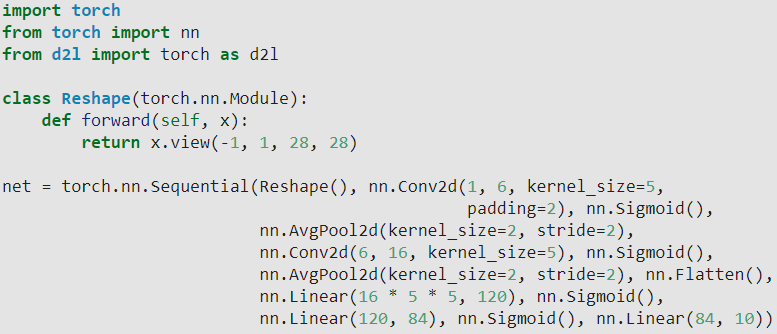 import torch
from torch import nn
from d2l import torch as d2l

class Reshape(torch.nn.Module):
    def forward(self, x):
        return x.view(-1, 1, 28, 28)

net = torch.nn.Sequential(Reshape(), nn.Conv2d(1, 6, kernel_size=5,
                                               padding=2), nn.Sigmoid(),
                          nn.AvgPool2d(kernel_size=2, stride=2),
                          nn.Conv2d(6, 16, kernel_size=5), nn.Sigmoid(),
                          nn.AvgPool2d(kernel_size=2, stride=2), nn.Flatten(),
                          nn.Linear(16 * 5 * 5, 120), nn.Sigmoid(),
                          nn.Linear(120, 84), nn.Sigmoid(), nn.Linear(84, 10))